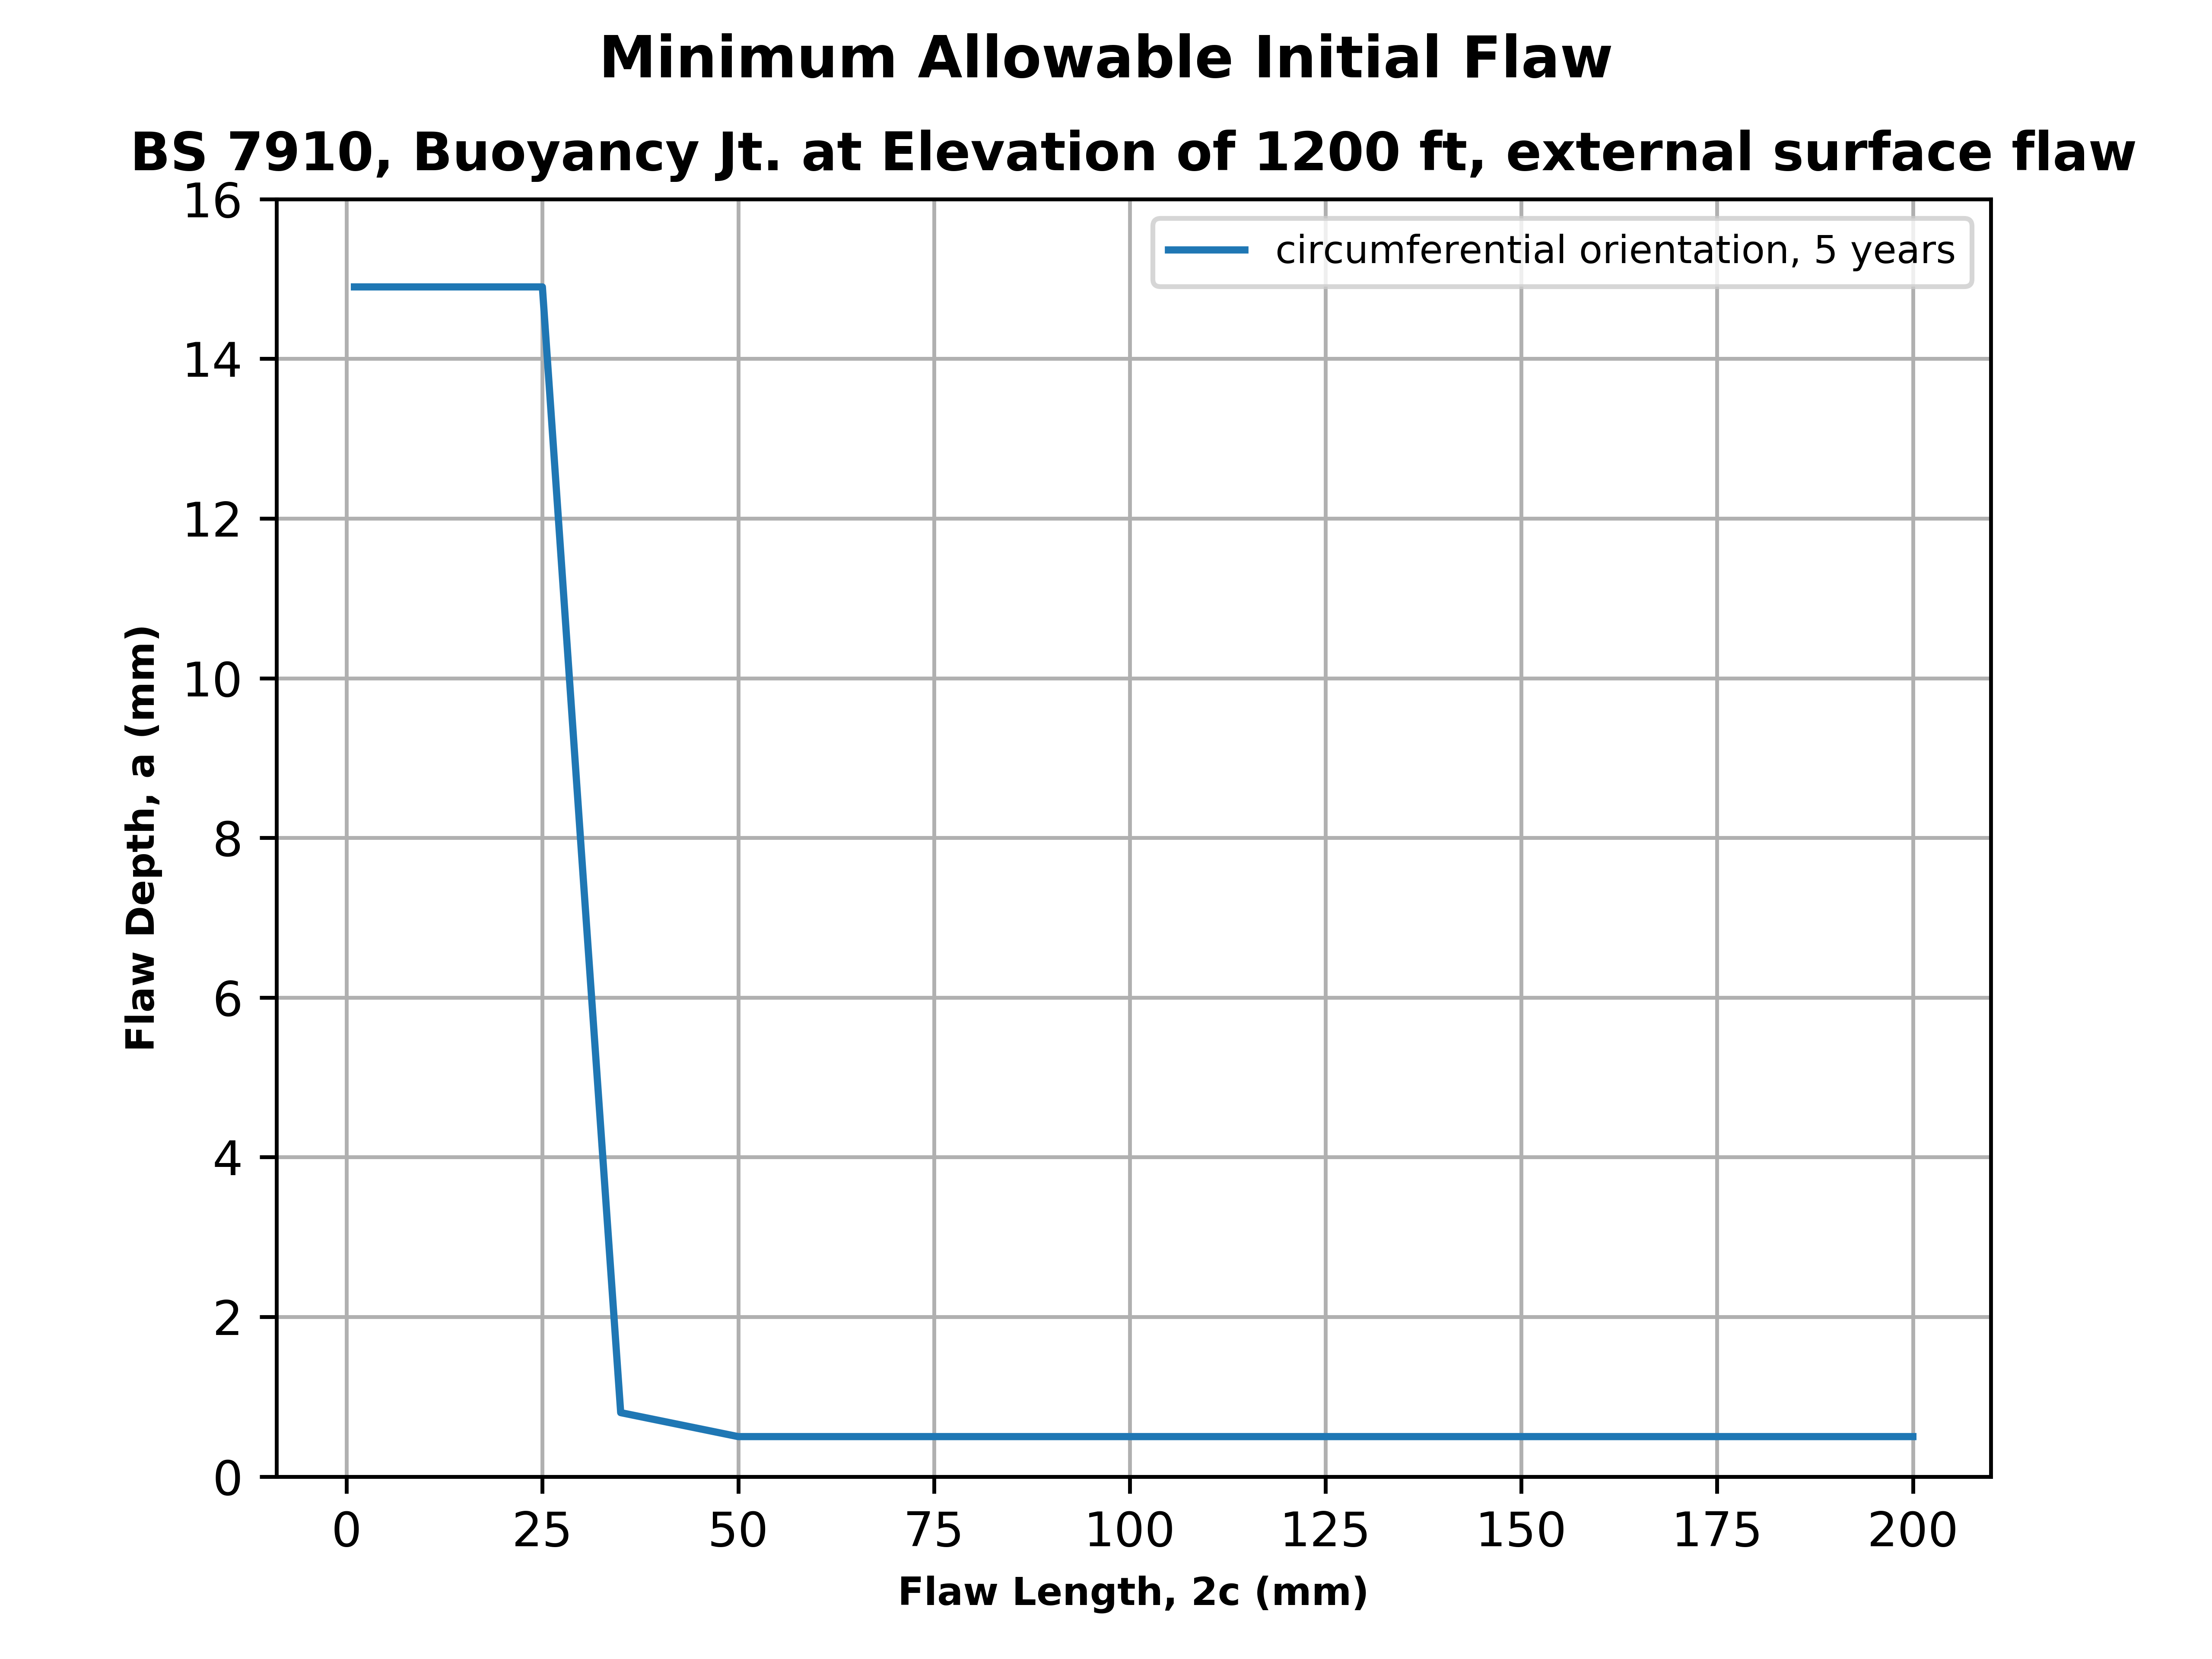 Minimum Allowable Initial Flaw
BS 7910, Buoyancy Jt. at Elevation of 1200 ft, external surface flaw
circumferential orientation, 5 years
16
14
12
10
8
6
4
2
0
Flaw Depth, a (mm)
0 25 50 75 100 125 150 175 200
Flaw Length, 2c (mm)